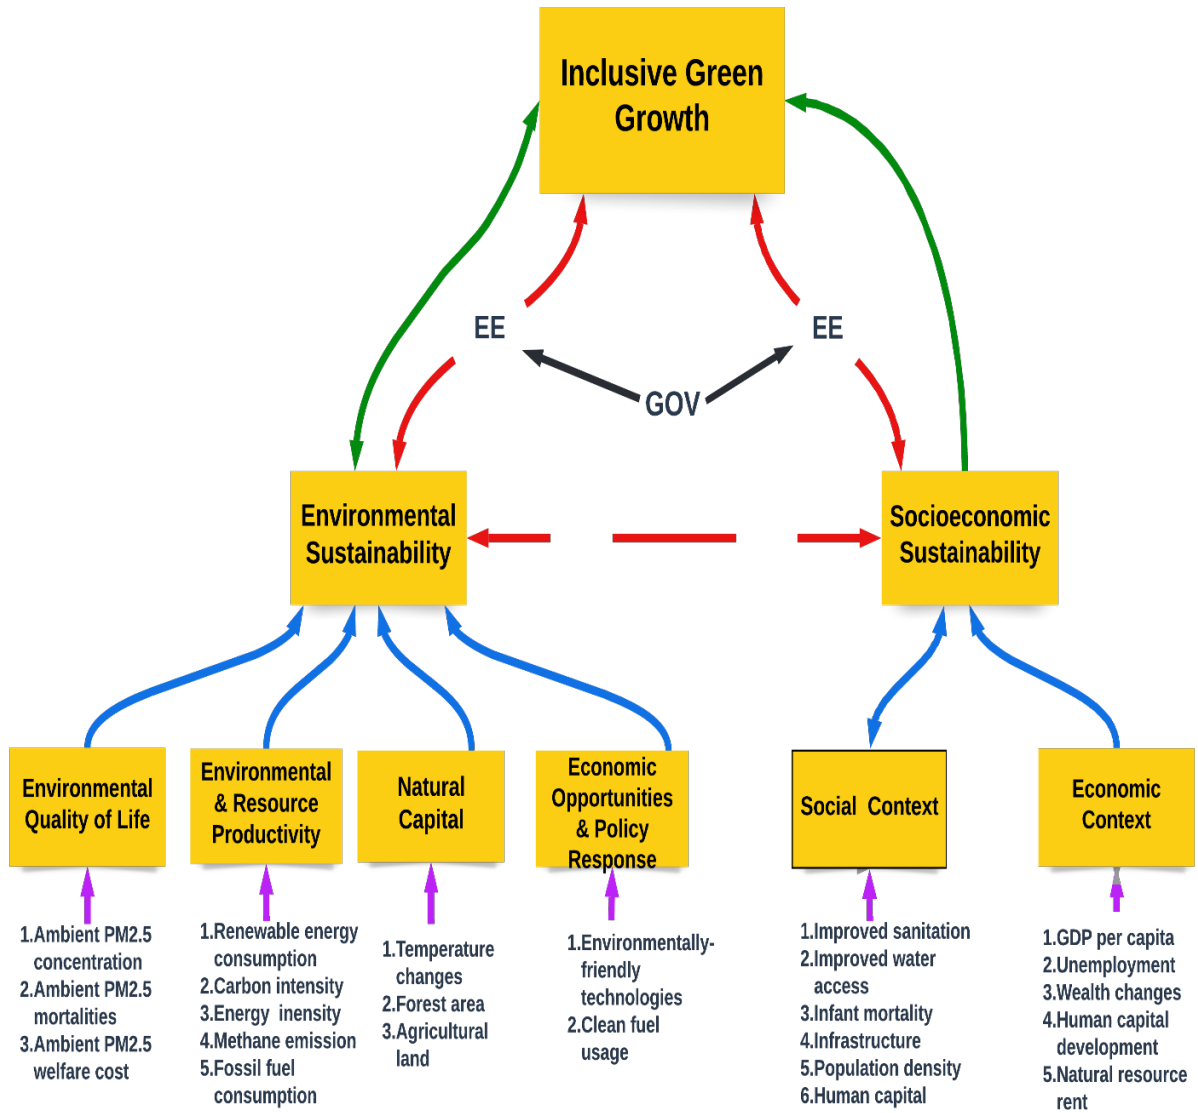 Inclusive Green
Growth
EE
EE
GOV
Environmental
Sustainability
Socioeconomic
Sustainability
Environmental
Quality of Life
Environmental
& Resource
Productivity
Natural
Capital
Economic
Opportunities
& Policy
Response
Social Context
Economic
Context
1.Ambient PM2.5
concentration
2.Ambient PM2.5
mortalities
3.Ambient PM2.5
welfare cost
1.Renewable energy
consumption
2.Carbon intensity
3.Energy inensity
4.Methane emission
5.Fossil fuel
consumption
1.Temperature
changes
2.Forest area
3.Agricultural
land
1.Environmentally-
friendly
technologies
2.Clean fuel
usage
1.Improved sanitation
2.Improved water
access
3.Infant mortality
4.Infrastructure
5.Population density
6.Human capital
1.GDP per capita
2.Unemployment
3.Wealth changes
4.Human capital
development
5.Natural resource
rent